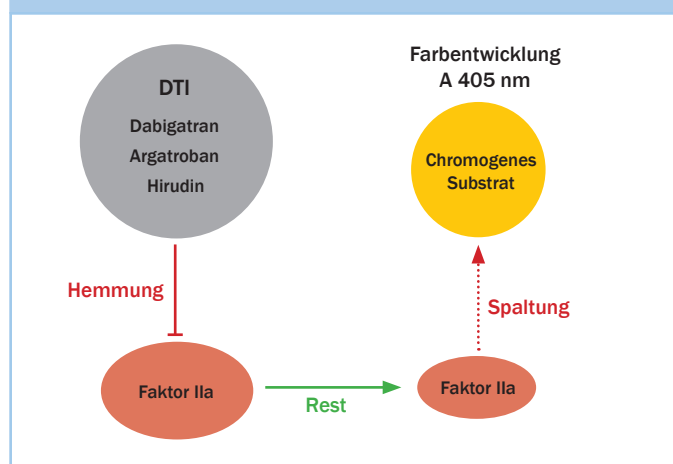 DTI
Dabigatran
Argatroban
Hirudin
Farbentwicklung
A 405 nm
Chromogenes
Substrat
Hemmung
Spaltung
Faktor IIa
Rest
Faktor IIa